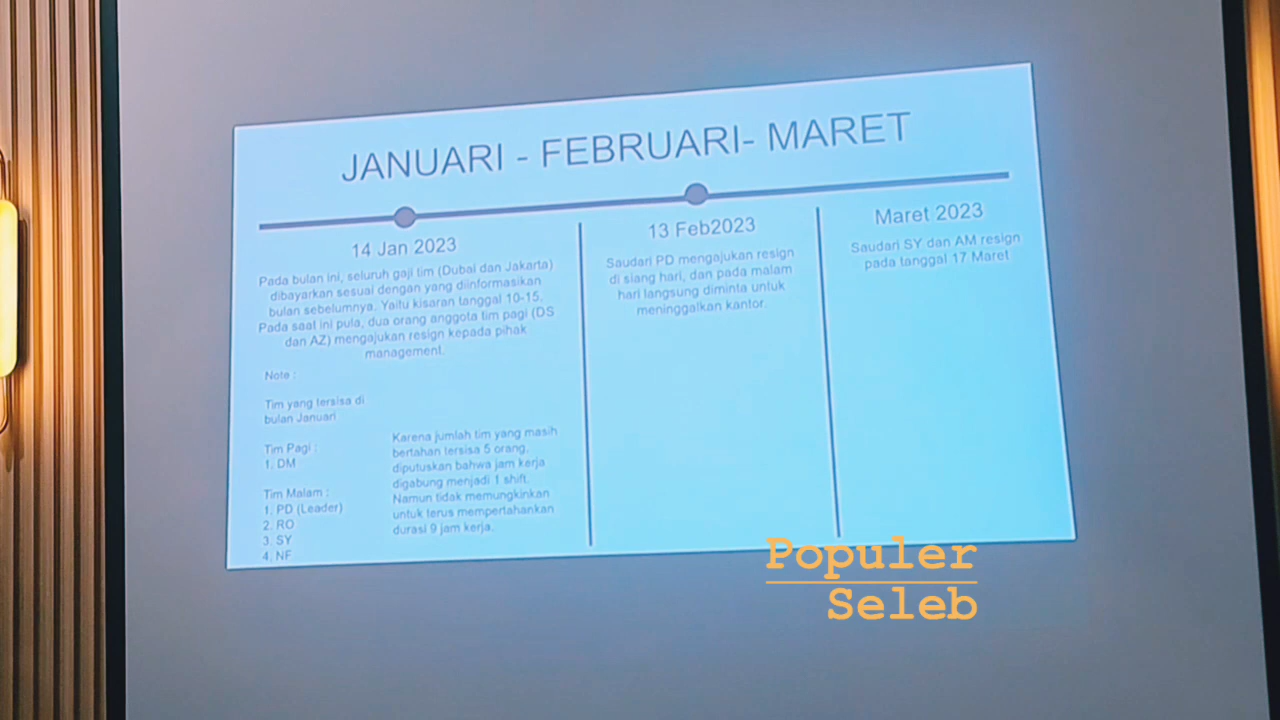 JANUARI - FEBRUARI- MARET
14 Jan 2023
Pada bulan ini, seluruh gaji tim (Dubai dan Jakarta)
dibayarkan sesuai dengan yang diinformasikan
bulan sebelumnya. Yaitu kisaran tanggal 10-15.
Pada saat ini pula, dua orang anggota tim pagi (DS
dan AZ) mengajukan resign kepada pihak
management.
Note :
Tim yang tersisa di
bulan Januari
Tim Pagi :
1. DM
Tim Malam :
1. PD (Leader)
2. RO
3. SY
4. NF
Karena jumlah tim yang masih
bertahan tersisa 5 orang,
diputuskan bahwa jam kerja
digabung menjadi 1 shift.
Namun tidak memungkinkan
untuk terus mempertahankan
durasi 9 jam kerja.
13 Feb2023
Saudari PD mengajukan resign
di siang hari, dan pada malam
hari langsung diminta untuk
meninggalkan kantor.
Maret 2023
Saudari SY dan AM resign
pada tanggal 17 Maret
Populer
Seleb